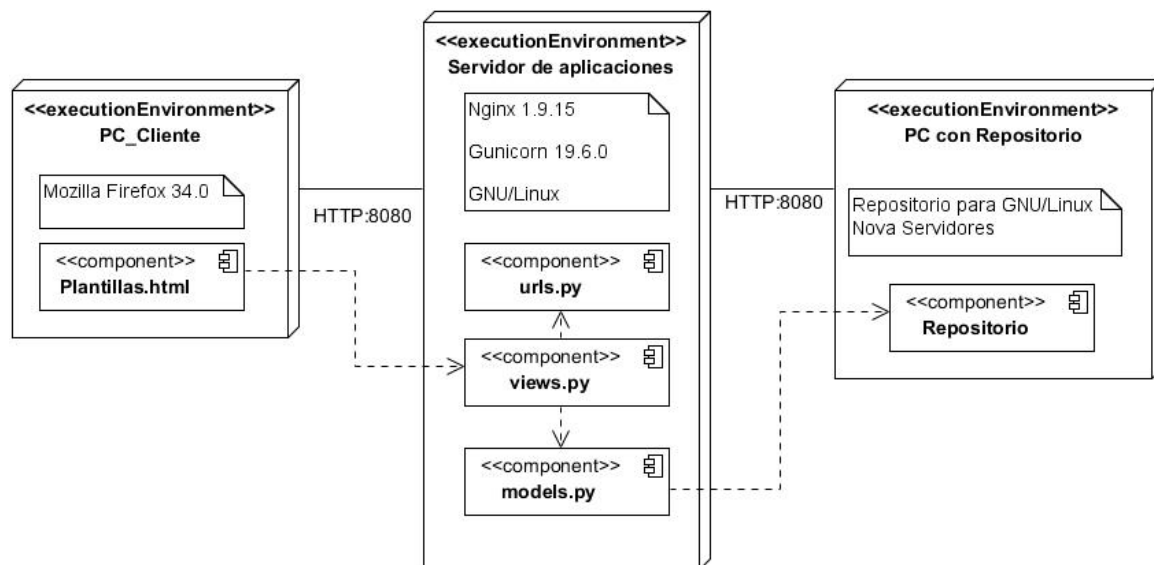 <<executionEnvironment>>
PC_Cliente
Mozilla Firefox 34.0
<<component>>
Plantillas.html
HTTP:8080
<<executionEnvironment>>
Servidor de aplicaciones
Nginx 1.9.15
Gunicorn 19.6.0
GNU/Linux
<<component>>
urls.py
<<component>>
views.py
<<component>>
models.py
HTTP:8080
<<executionEnvironment>>
PC con Repositorio
Repositorio para GNU/Linux
Nova Servidores
<<component>>
Repositorio